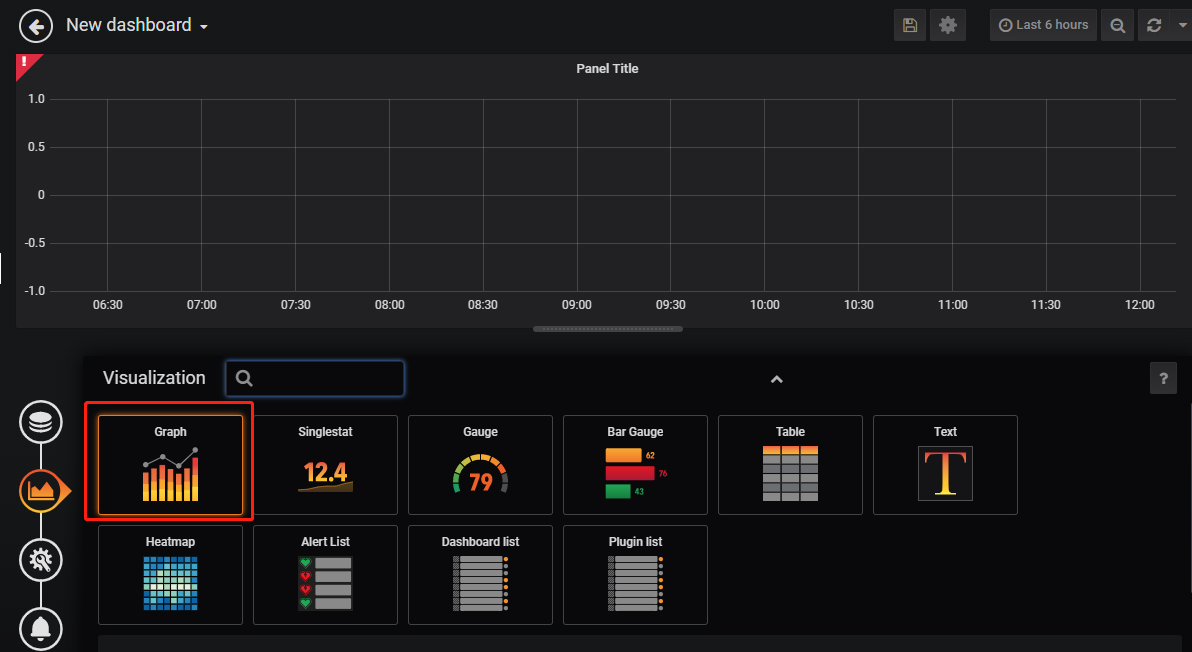 New dashboard
Last 6 hours
!
Panel Title
1.0
0.5
0
-0.5
-1.0
06:30 07:00 07:30 08:00 08:30 09:00 09:30 10:00 10:30 11:00 11:30 12:00
Visualization
?
Graph Singlestat Gauge Bar Gauge Table Text
12.4 79 62 76 43 T
Heatmap Alert List Dashboard list Plugin list